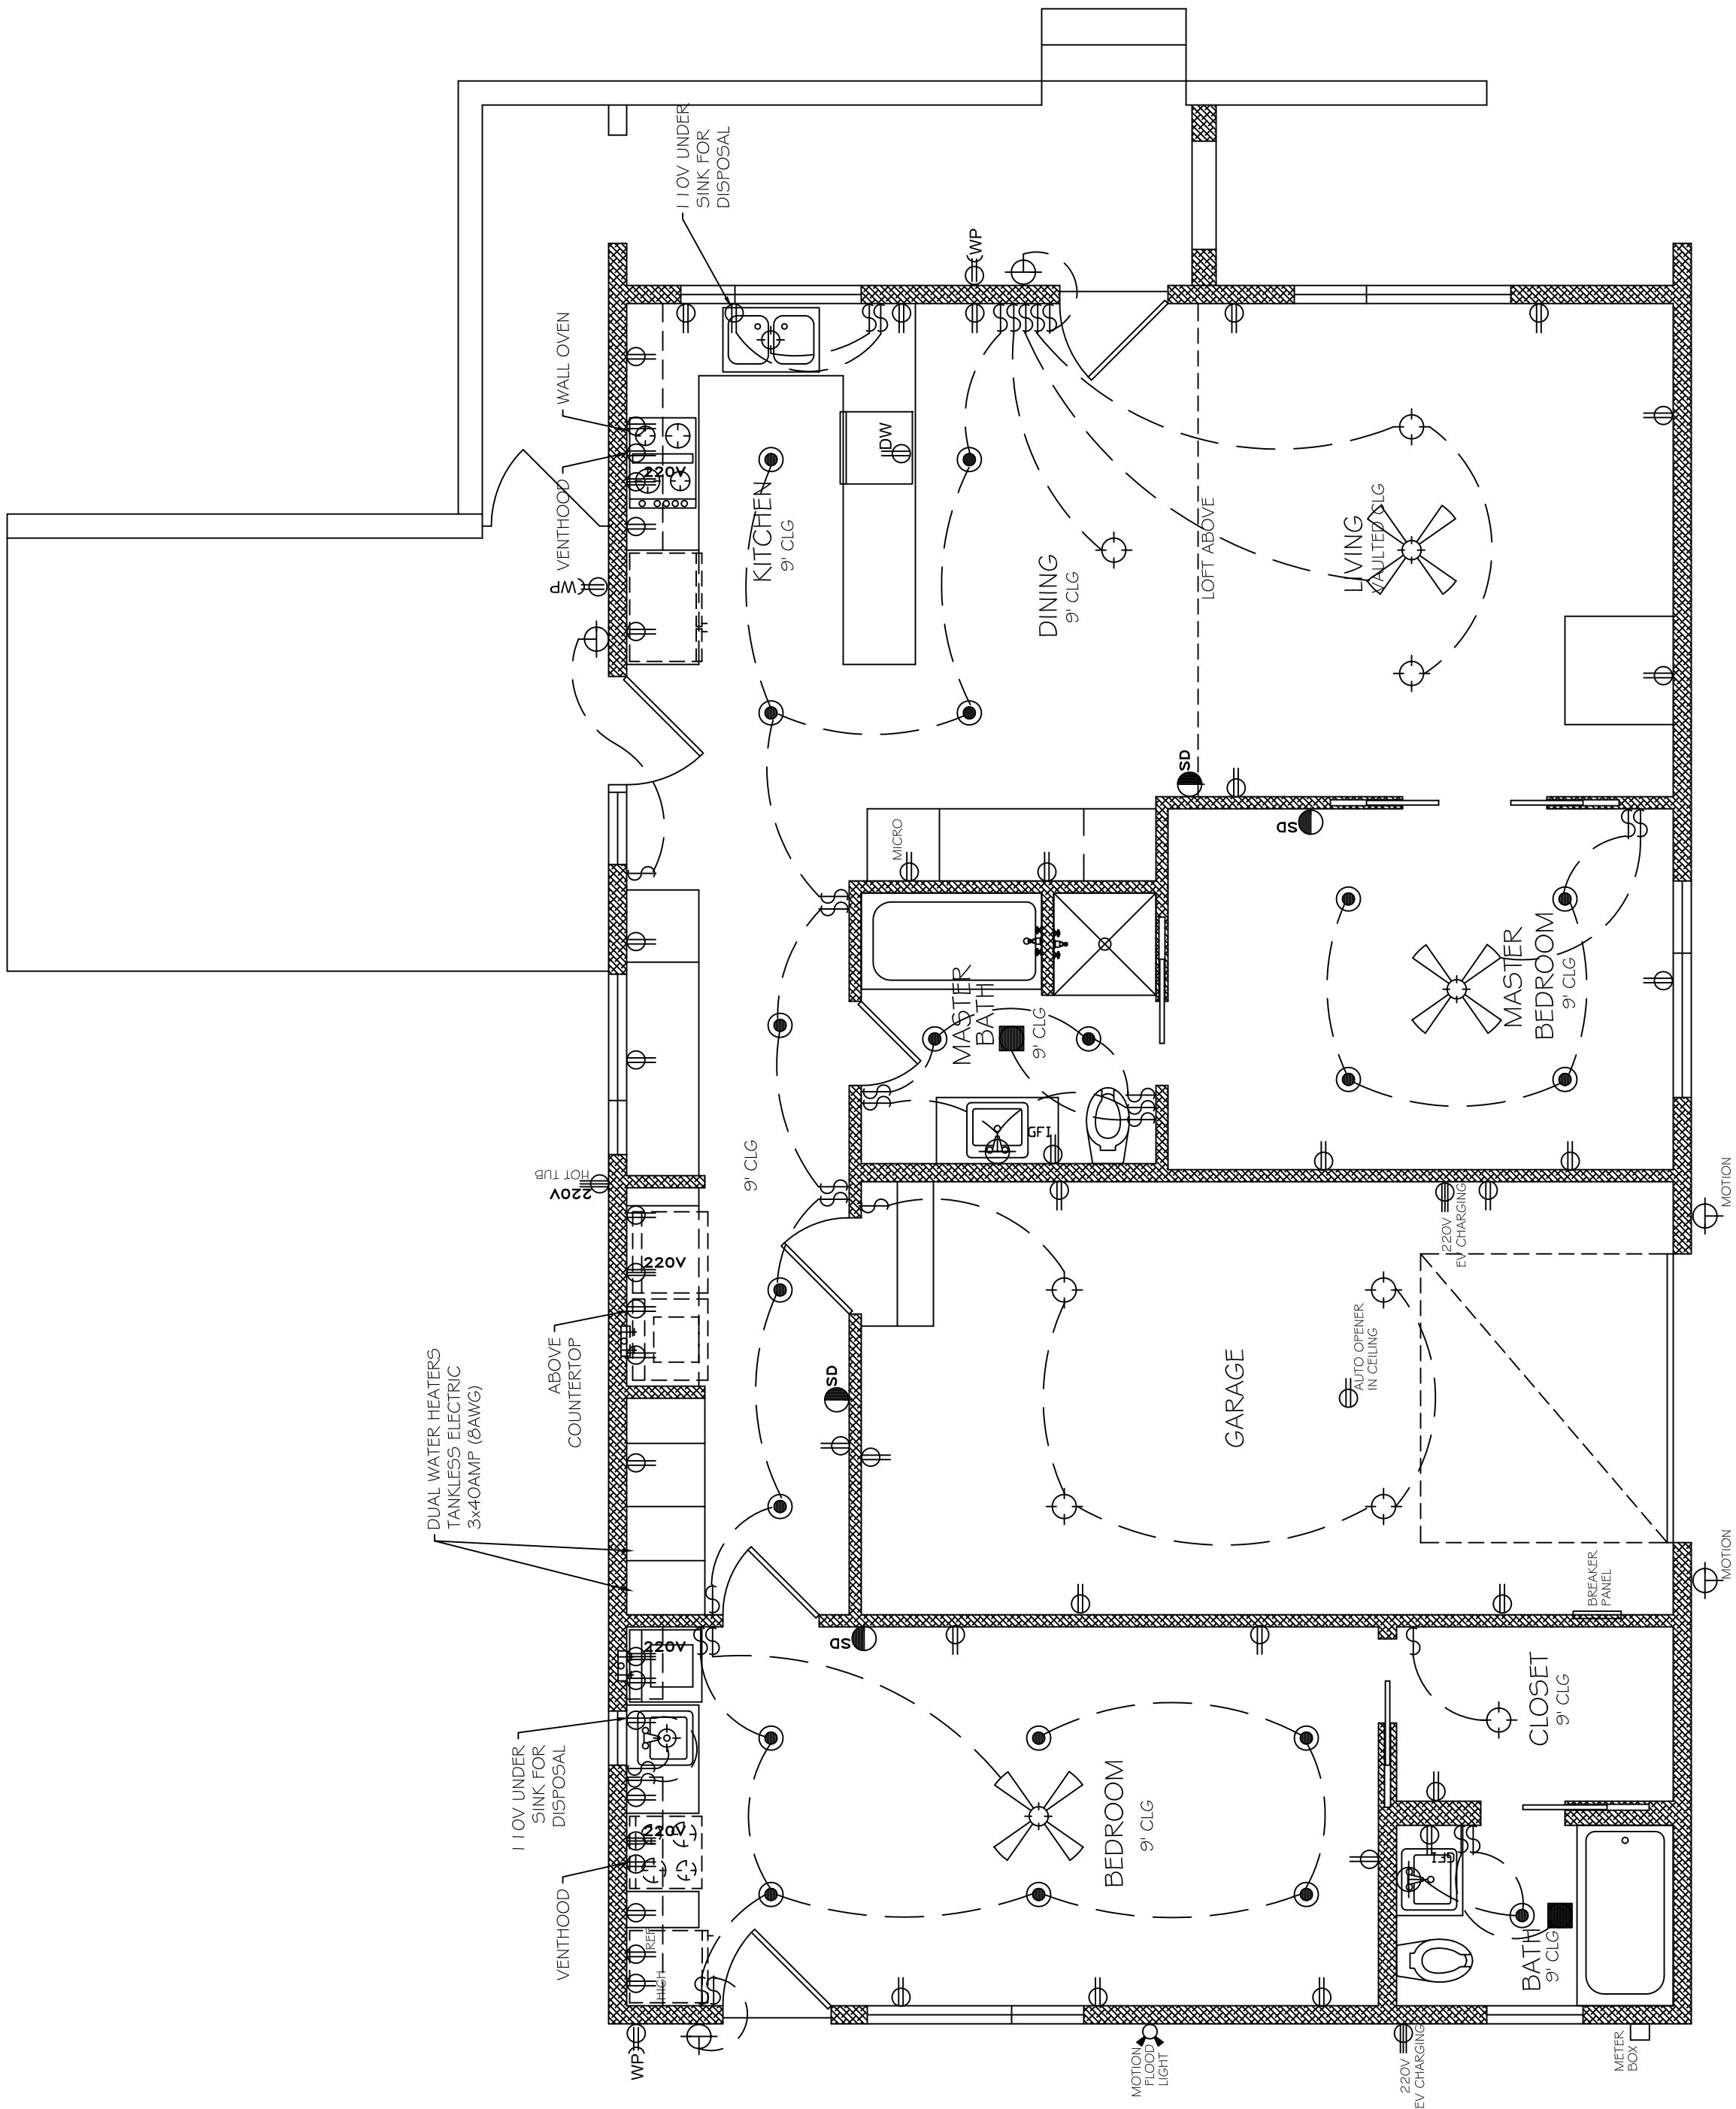 110V UNDER
SINK FOR
DISPOSAL
WP
WALL OVEN
VENTHOOD
220V
DW
KITCHEN
9' CLG
WP
DINING
9' CLG
LOFT ABOVE
LIVING
VAULTED CLG
SD
SD
MICRO
MASTER
BATH
9' CLG
GFI
MASTER
BEDROOM
9' CLG
HOT TUB
220V
9' CLG
220V
ABOVE
COUNTERTOP
DUAL WATER HEATERS
TANKLESS ELECTRIC
3x40AMP (8AWG)
SD
220V
EV CHARGING
MOTION
AUTO OPENER
IN CEILING
GARAGE
BREAKER
PANEL
MOTION
SD
220V
110V UNDER
SINK FOR
DISPOSAL
220V
VENTHOOD
REF
HIGH
BEDROOM
9' CLG
CLOSET
9' CLG
GFI
BATH
9' CLG
WP
MOTION
FLOOD
LIGHT
220V
EV CHARGING
METER
BOX